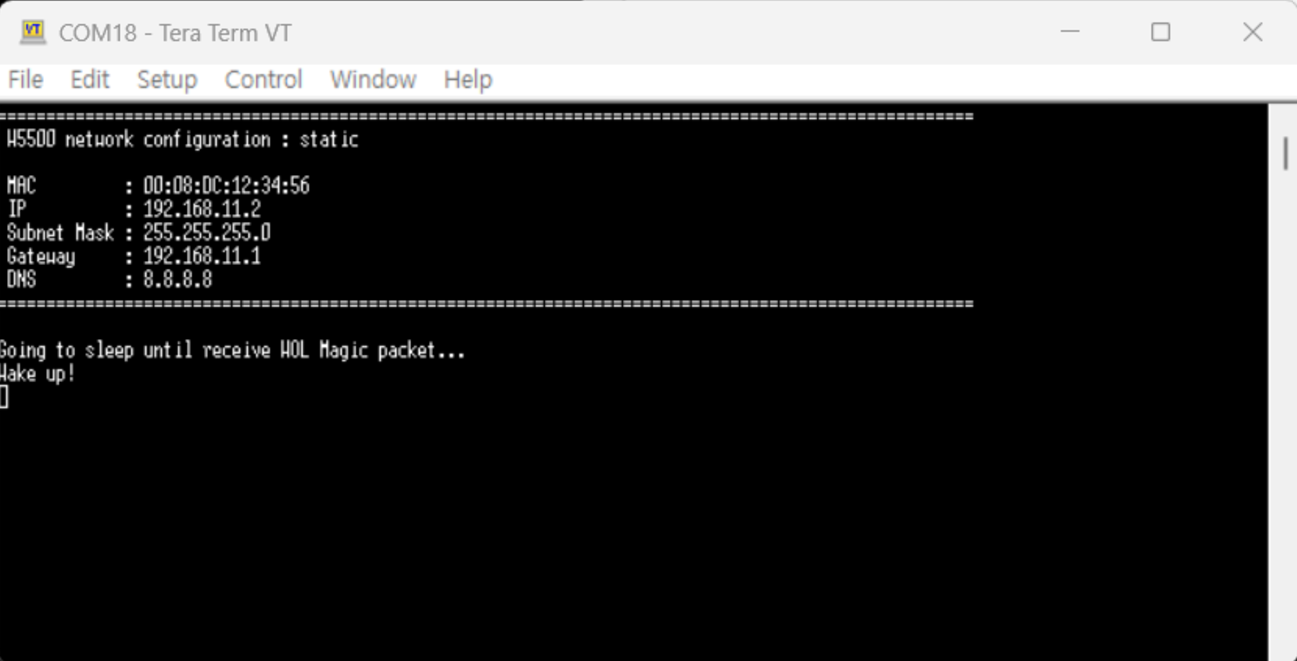 COM18 - Tera Term VT
File Edit Setup Control Window Help
====================================================================================================
W5500 network configuration : static
MAC : 00:08:DC:12:34:56
IP : 192.168.11.2
Subnet Mask : 255.255.255.0
Gateway : 192.168.11.1
DNS : 8.8.8.8
====================================================================================================
Going to sleep until receive WOL Magic packet...
Wake up!